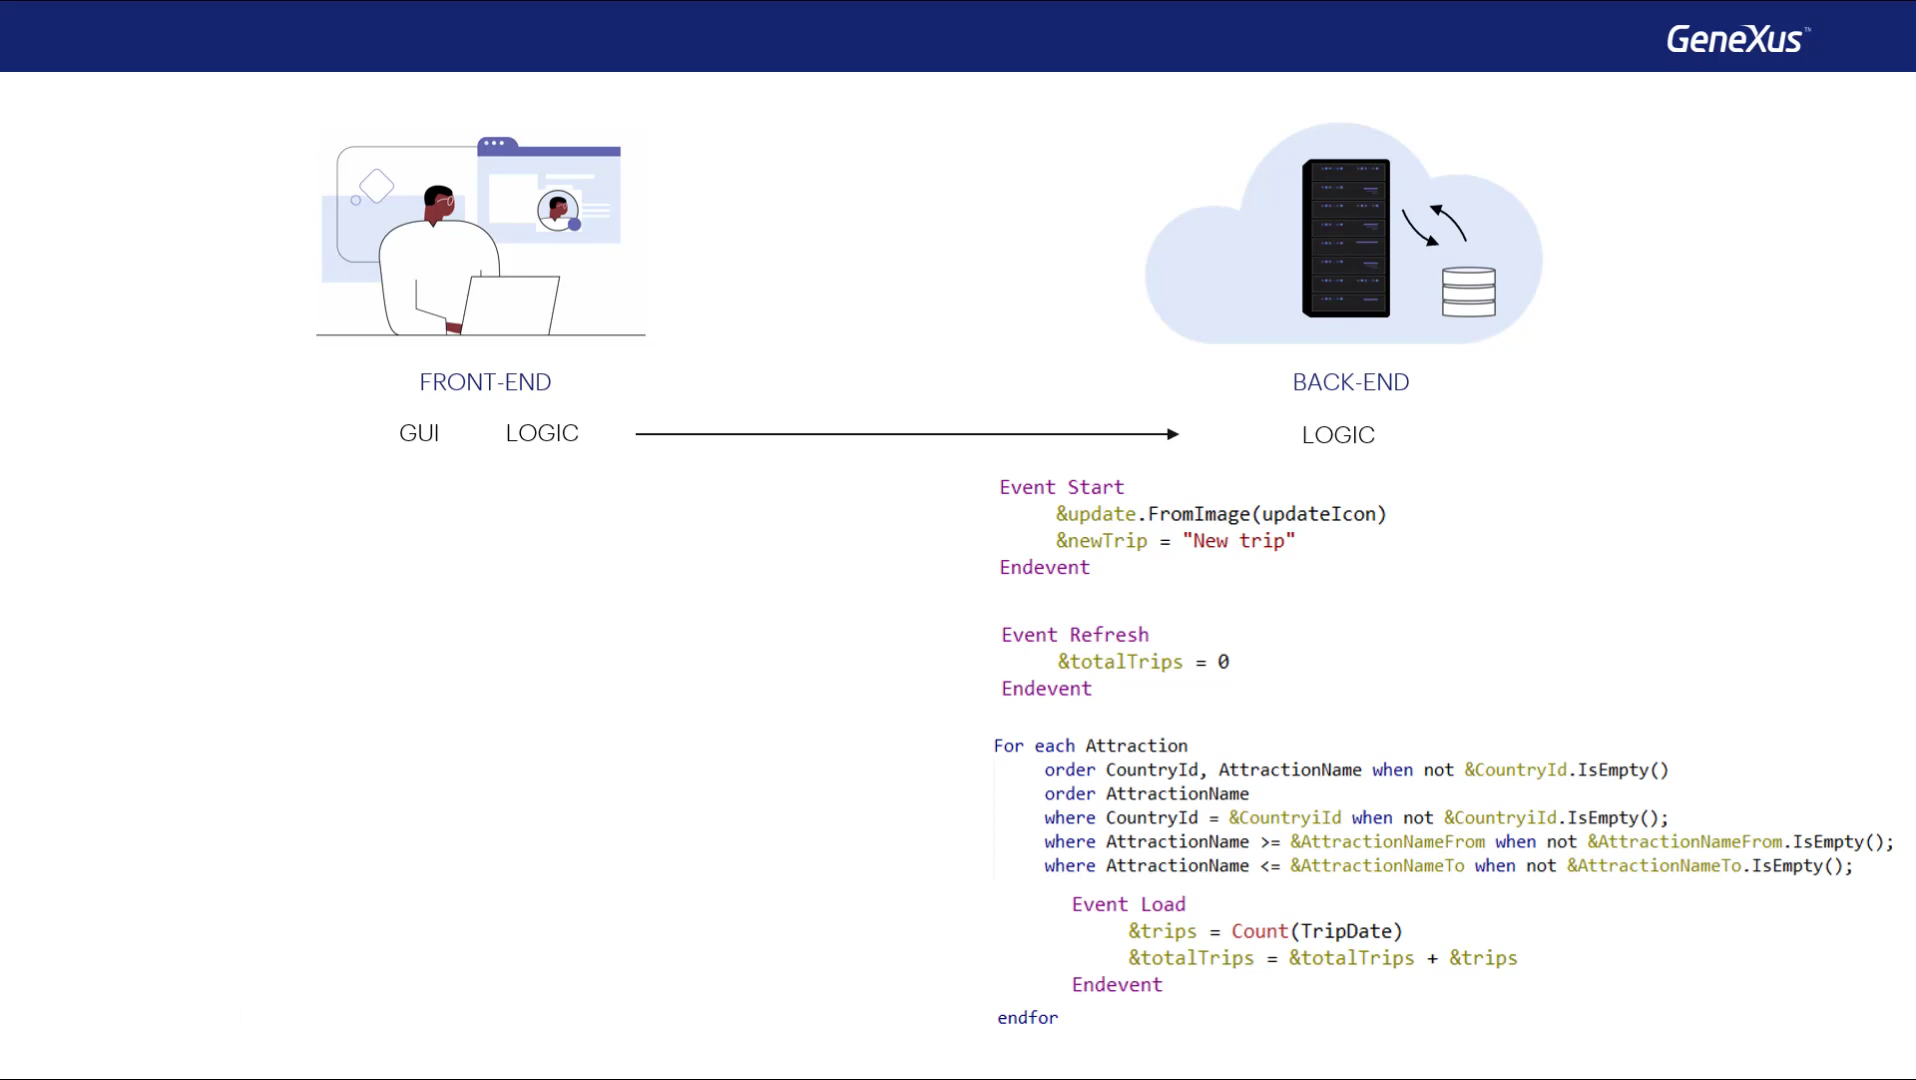 GeneXus™
FRONT-END
BACK-END
GUI LOGIC
LOGIC
Event Start
&update.FromImage(updateIcon)
&newTrip = "New trip"
Endevent
Event Refresh
&totalTrips = 0
Endevent
For each Attraction
order CountryId, AttractionName when not &CountryId.IsEmpty()
order AttractionName
where CountryId = &CountryiId when not &CountryiId.IsEmpty();
where AttractionName >= &AttractionNameFrom when not &AttractionNameFrom.IsEmpty();
where AttractionName <= &AttractionNameTo when not &AttractionNameTo.IsEmpty();
Event Load
&trips = Count(TripDate)
&totalTrips = &totalTrips + &trips
Endevent
endfor